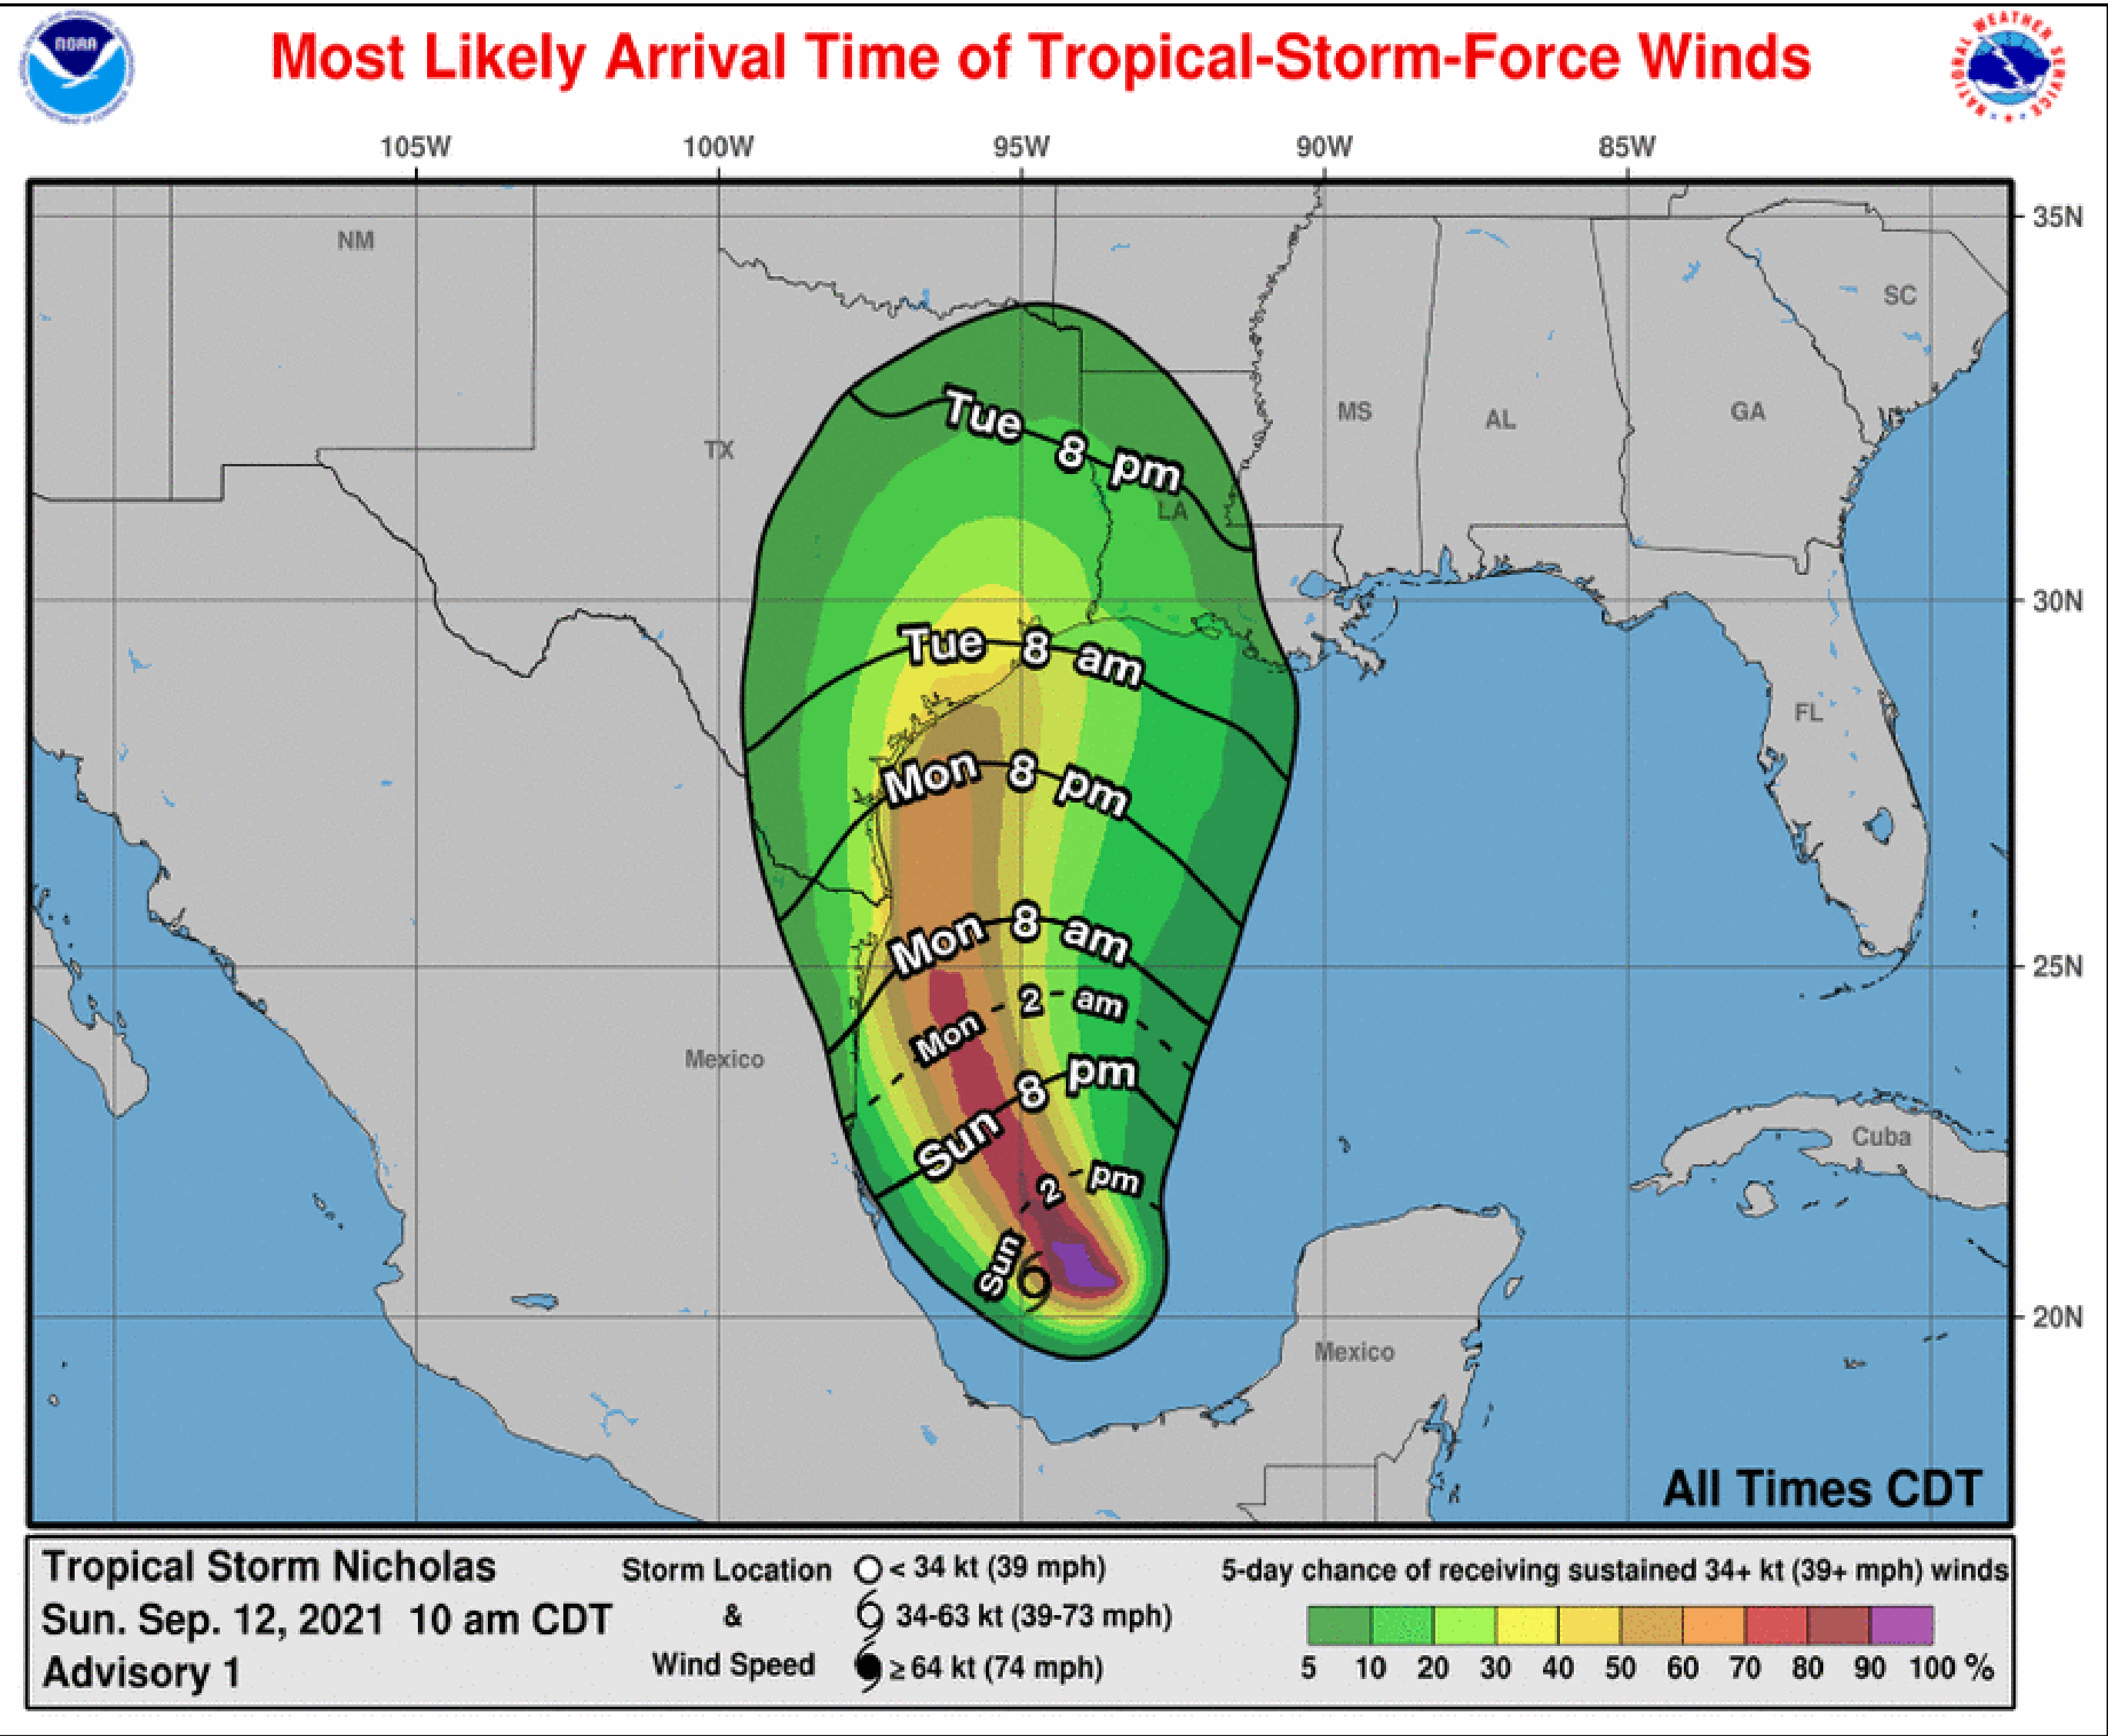 NOAA
Most Likely Arrival Time of Tropical-Storm-Force Winds
NATIONAL WEATHER SERVICE
105W 100W 95W 90W 85W
35N
NM
SC
Tue 8 pm
MS
AL
GA
TX
LA
30N
Tue 8 am
FL
Mon 8 pm
Mon 8 am
25N
Mon 2 am
Mexico
Sun 8 pm
Cuba
Sun 2 pm
20N
Mexico
All Times CDT
Tropical Storm Nicholas
Sun. Sep. 12, 2021 10 am CDT
Advisory 1
Storm Location
&
Wind Speed
< 34 kt (39 mph)
34-63 kt (39-73 mph)
≥ 64 kt (74 mph)
5-day chance of receiving sustained 34+ kt (39+ mph) winds
5 10 20 30 40 50 60 70 80 90 100 %